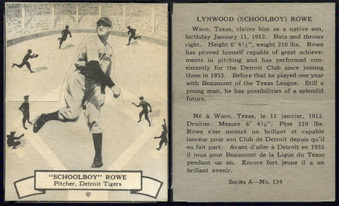 "SCHOOLBOY" ROWE
Pitcher, Detroit Tigers
LYNWOOD (SCHOOLBOY) ROWE
Waco, Texas, claims him as a native son,
birthday January 11, 1912. Bats and throws
right. Height 6' 4½", weight 210 lbs. Rowe
has proved himself capable of great achieve-
ments in pitching and has performed con-
sistently for the Detroit Club since joining
them in 1933. Before that he played one year
with Beaumont of the Texas League. Still a
young man, he has possibilities of a splendid
future.
Né à Waco, Texas, le 11 janvier, 1912.
Droitier. Mesure 6' 4½". Pèse 210 lbs.
Rowe s'est montré un brillant et capable
lanceur pour son Club de Detroit depuis qu'il
en fait part. Avant d'aller à Detroit en 1933
il joua pour Beaumont de la Ligue du Texas
pendant un an. Encore fort jeune il a un
brillant avenir.
Series A—No. 134